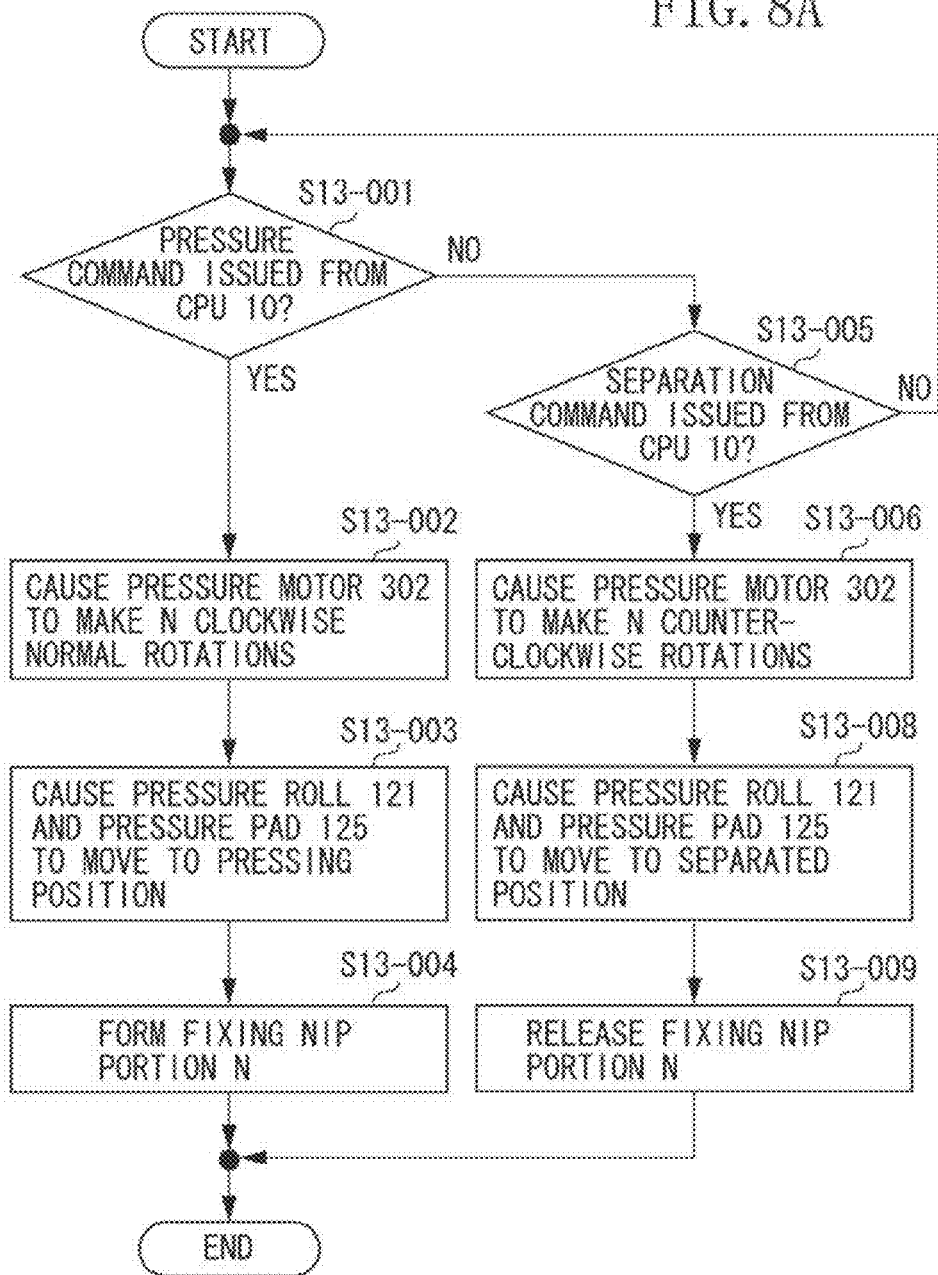 FIG. 8A
START
S13-001
PRESSURE
COMMAND ISSUED FROM
CPU 10?
NO
YES
S13-005
SEPARATION
COMMAND ISSUED FROM
CPU 10?
NO
YES
S13-002
CAUSE PRESSURE MOTOR 302
TO MAKE N CLOCKWISE
NORMAL ROTATIONS
S13-006
CAUSE PRESSURE MOTOR 302
TO MAKE N COUNTER-
CLOCKWISE ROTATIONS
S13-003
CAUSE PRESSURE ROLL 121
AND PRESSURE PAD 125
TO MOVE TO PRESSING
POSITION
S13-008
CAUSE PRESSURE ROLL 121
AND PRESSURE PAD 125
TO MOVE TO SEPARATED
POSITION
S13-004
FORM FIXING NIP
PORTION N
S13-009
RELEASE FIXING NIP
PORTION N
END